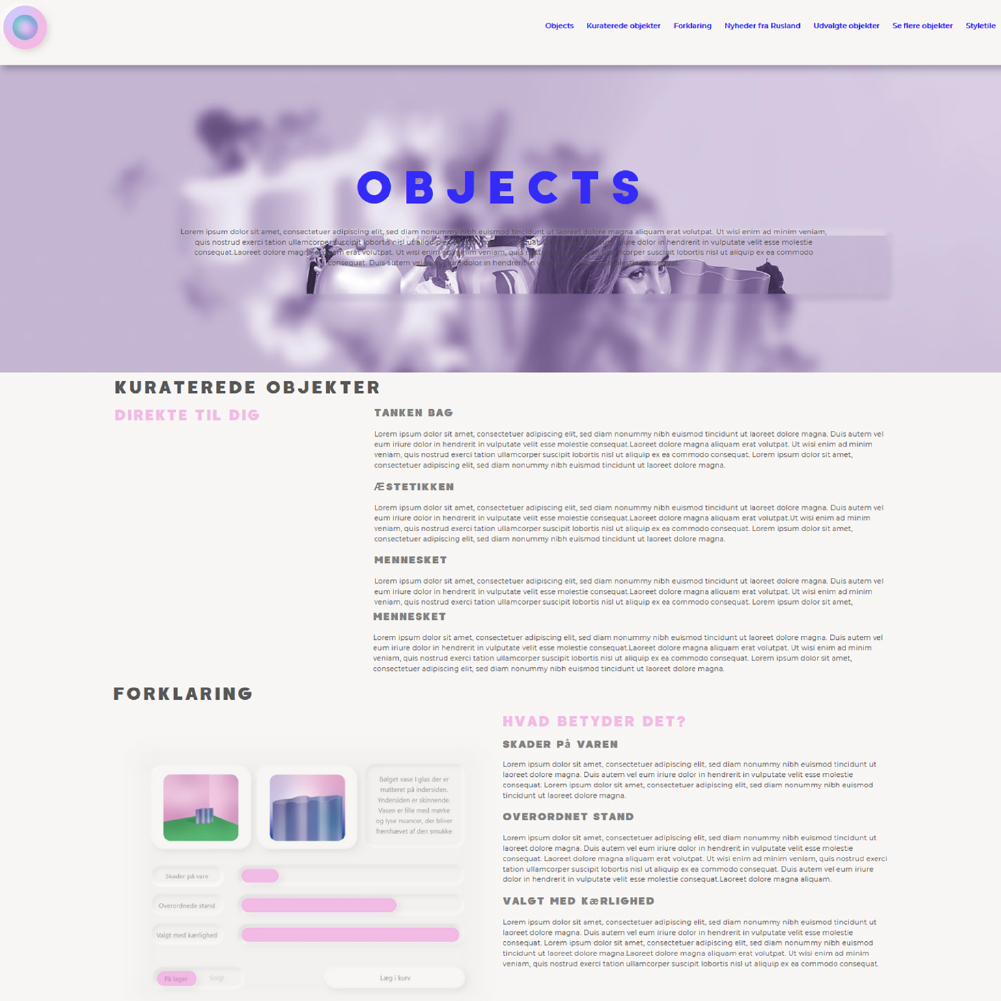 Objects Kuraterede objekter Forklaring Nyheder fra Rusland Udvalgte objekter Se flere objekter Styletile
OBJECTS
Lorem ipsum dolor sit amet, consectetuer adipiscing elit, sed diam nonummy nibh euismod tincidunt ut laoreet dolore magna aliquam erat volutpat. Ut wisi enim ad minim veniam,
quis nostrud exerci tation ullamcorper suscipit lobortis nisl ut aliquip dolor in hendrerit in vulputate velit esse molestie
consequat.Laoreet dolore magna aliquam erat volutpat. Ut wisi enim ad minim veniam, quis nostrud ullamcorper suscipit lobortis nisl ut aliquip ex ea commodo
consequat. Duis autem vel dolor in hendrerit in vulputate velit
KURATEREDE OBJEKTER
DIREKTE TIL DIG
TANKEN BAG
Lorem ipsum dolor sit amet, consectetuer adipiscing elit, sed diam nonummy nibh euismod tincidunt ut laoreet dolore magna. Duis autem vel
eum iriure dolor in hendrerit in vulputate velit esse molestie consequat.Laoreet dolore magna aliquam erat volutpat. Ut wisi enim ad minim
veniam, quis nostrud exerci tation ullamcorper suscipit lobortis nisl ut aliquip ex ea commodo consequat. Lorem ipsum dolor sit amet,
consectetuer adipiscing elit, sed diam nonummy nibh euismod tincidunt ut laoreet dolore magna.
ÆSTETIKKEN
Lorem ipsum dolor sit amet, consectetuer adipiscing elit, sed diam nonummy nibh euismod tincidunt ut laoreet dolore magna. Duis autem vel
eum iriure dolor in hendrerit in vulputate velit esse molestie consequat.Laoreet dolore magna aliquam erat volutpat.Ut wisi enim ad minim
veniam, quis nostrud exerci tation ullamcorper suscipit lobortis nisl ut aliquip ex ea commodo consequat. Lorem ipsum dolor sit amet,
consectetuer adipiscing elit, sed diam nonummy nibh euismod tincidunt ut laoreet dolore magna.
MENNESKET
Lorem ipsum dolor sit amet, consectetuer adipiscing elit, sed diam nonummy nibh euismod tincidunt ut laoreet dolore magna. Duis autem vel
eum iriure dolor in hendrerit in vulputate velit esse molestie consequat.Laoreet dolore magna aliquam erat volutpat. Ut wisi enim ad minim
veniam, quis nostrud exerci tation ullamcorper suscipit lobortis nisl ut aliquip ex ea commodo consequat. Lorem ipsum dolor sit amet,
MENNESKET
Lorem ipsum dolor sit amet, consectetuer adipiscing elit, sed diam nonummy nibh euismod tincidunt ut laoreet dolore magna. Duis autem vel
eum iriure dolor in hendrerit in vulputate velit esse molestie consequat.Laoreet dolore magna aliquam erat volutpat. Ut wisi enim ad minim
veniam, quis nostrud exerci tation ullamcorper suscipit lobortis nisl ut aliquip ex ea commodo consequat. Lorem ipsum dolor sit amet,
consectetuer adipiscing elit, sed diam nonummy nibh euismod tincidunt ut laoreet dolore magna.
FORKLARING
Bølget vase I glas der er
matteret på indersiden.
Yndersiden er skinnende.
Vasen er fille med mørke
og lyse nuancer, der bliver
fremhævet af den smukke
Skader på vare
Overordnede stand
Valgt med kærlighed
På lager Solgt Læg i kurv
HVAD BETYDER DET?
SKADER På VAREN
Lorem ipsum dolor sit amet, consectetuer adipiscing elit, sed diam nonummy nibh euismod tincidunt ut
laoreet dolore magna. Duis autem vel eum iriure dolor in hendrerit in vulputate velit esse molestie
consequat. Lorem ipsum dolor sit amet, consectetuer adipiscing elit, sed diam nonummy nibh euismod
tincidunt ut laoreet dolore magna.
OVERORDNET STAND
Lorem ipsum dolor sit amet, consectetuer adipiscing elit, sed diam nonummy nibh euismod tincidunt ut
laoreet dolore magna. Duis autem vel eum iriure dolor in hendrerit in vulputate velit esse molestie
consequat. Laoreet dolore magna aliquam erat volutpat. Ut wisi enim ad minim veniam, quis nostrud exerci
tation ullamcorper suscipit lobortis nisl ut aliquip ex ea commodo consequat. Duis autem vel eum iriure
dolor in hendrerit in vulputate velit esse molestie consequat.Laoreet dolore magna aliquam.
VALGT MED KæRLIGHED
Lorem ipsum dolor sit amet, consectetuer adipiscing elit, sed diam nonummy nibh euismod tincidunt ut
laoreet dolore magna. Duis autem vel eum iriure dolor in hendrerit in vulputate velit esse molestie
consequat. Duis autem vel eum iriure dolor in hendrerit in vulputate velit esse molestie
consequat.Laoreet dolore magna aliquam erat volutpat. Ut wisi enim ad minim
veniam, quis nostrud exerci tation ullamcorper suscipit lobortis nisl ut aliquip ex ea commodo consequat.